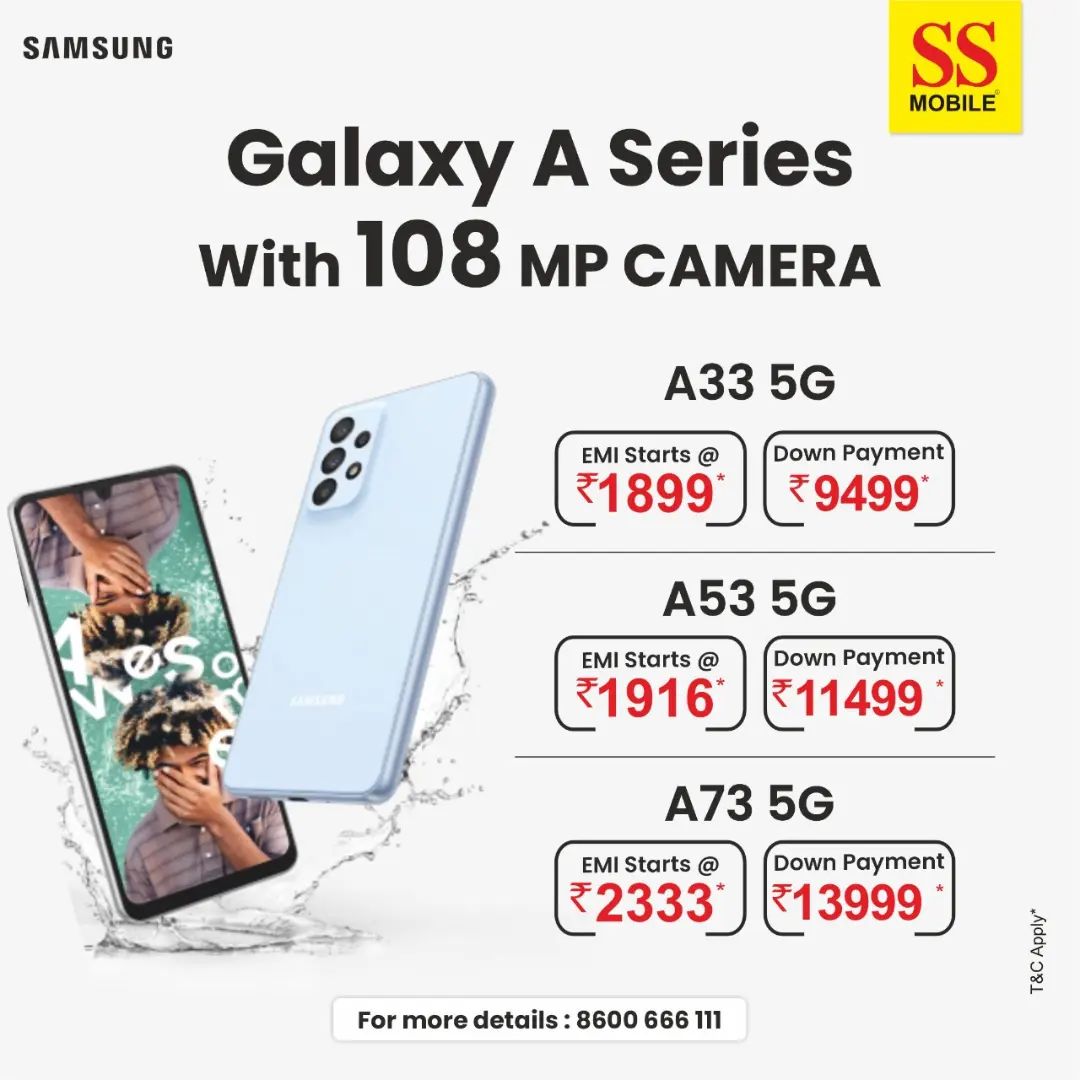 SAMSUNG
SS
MOBILE
Galaxy A Series
With 108 MP CAMERA
A33 5G
EMI Starts @
₹1899*
Down Payment
₹9499*
A53 5G
EMI Starts @
₹1916*
Down Payment
₹11499*
A73 5G
EMI Starts @
₹2333*
Down Payment
₹13999*
Awesome
SAMSUNG
T&C Apply*
For more details : 8600 666 111